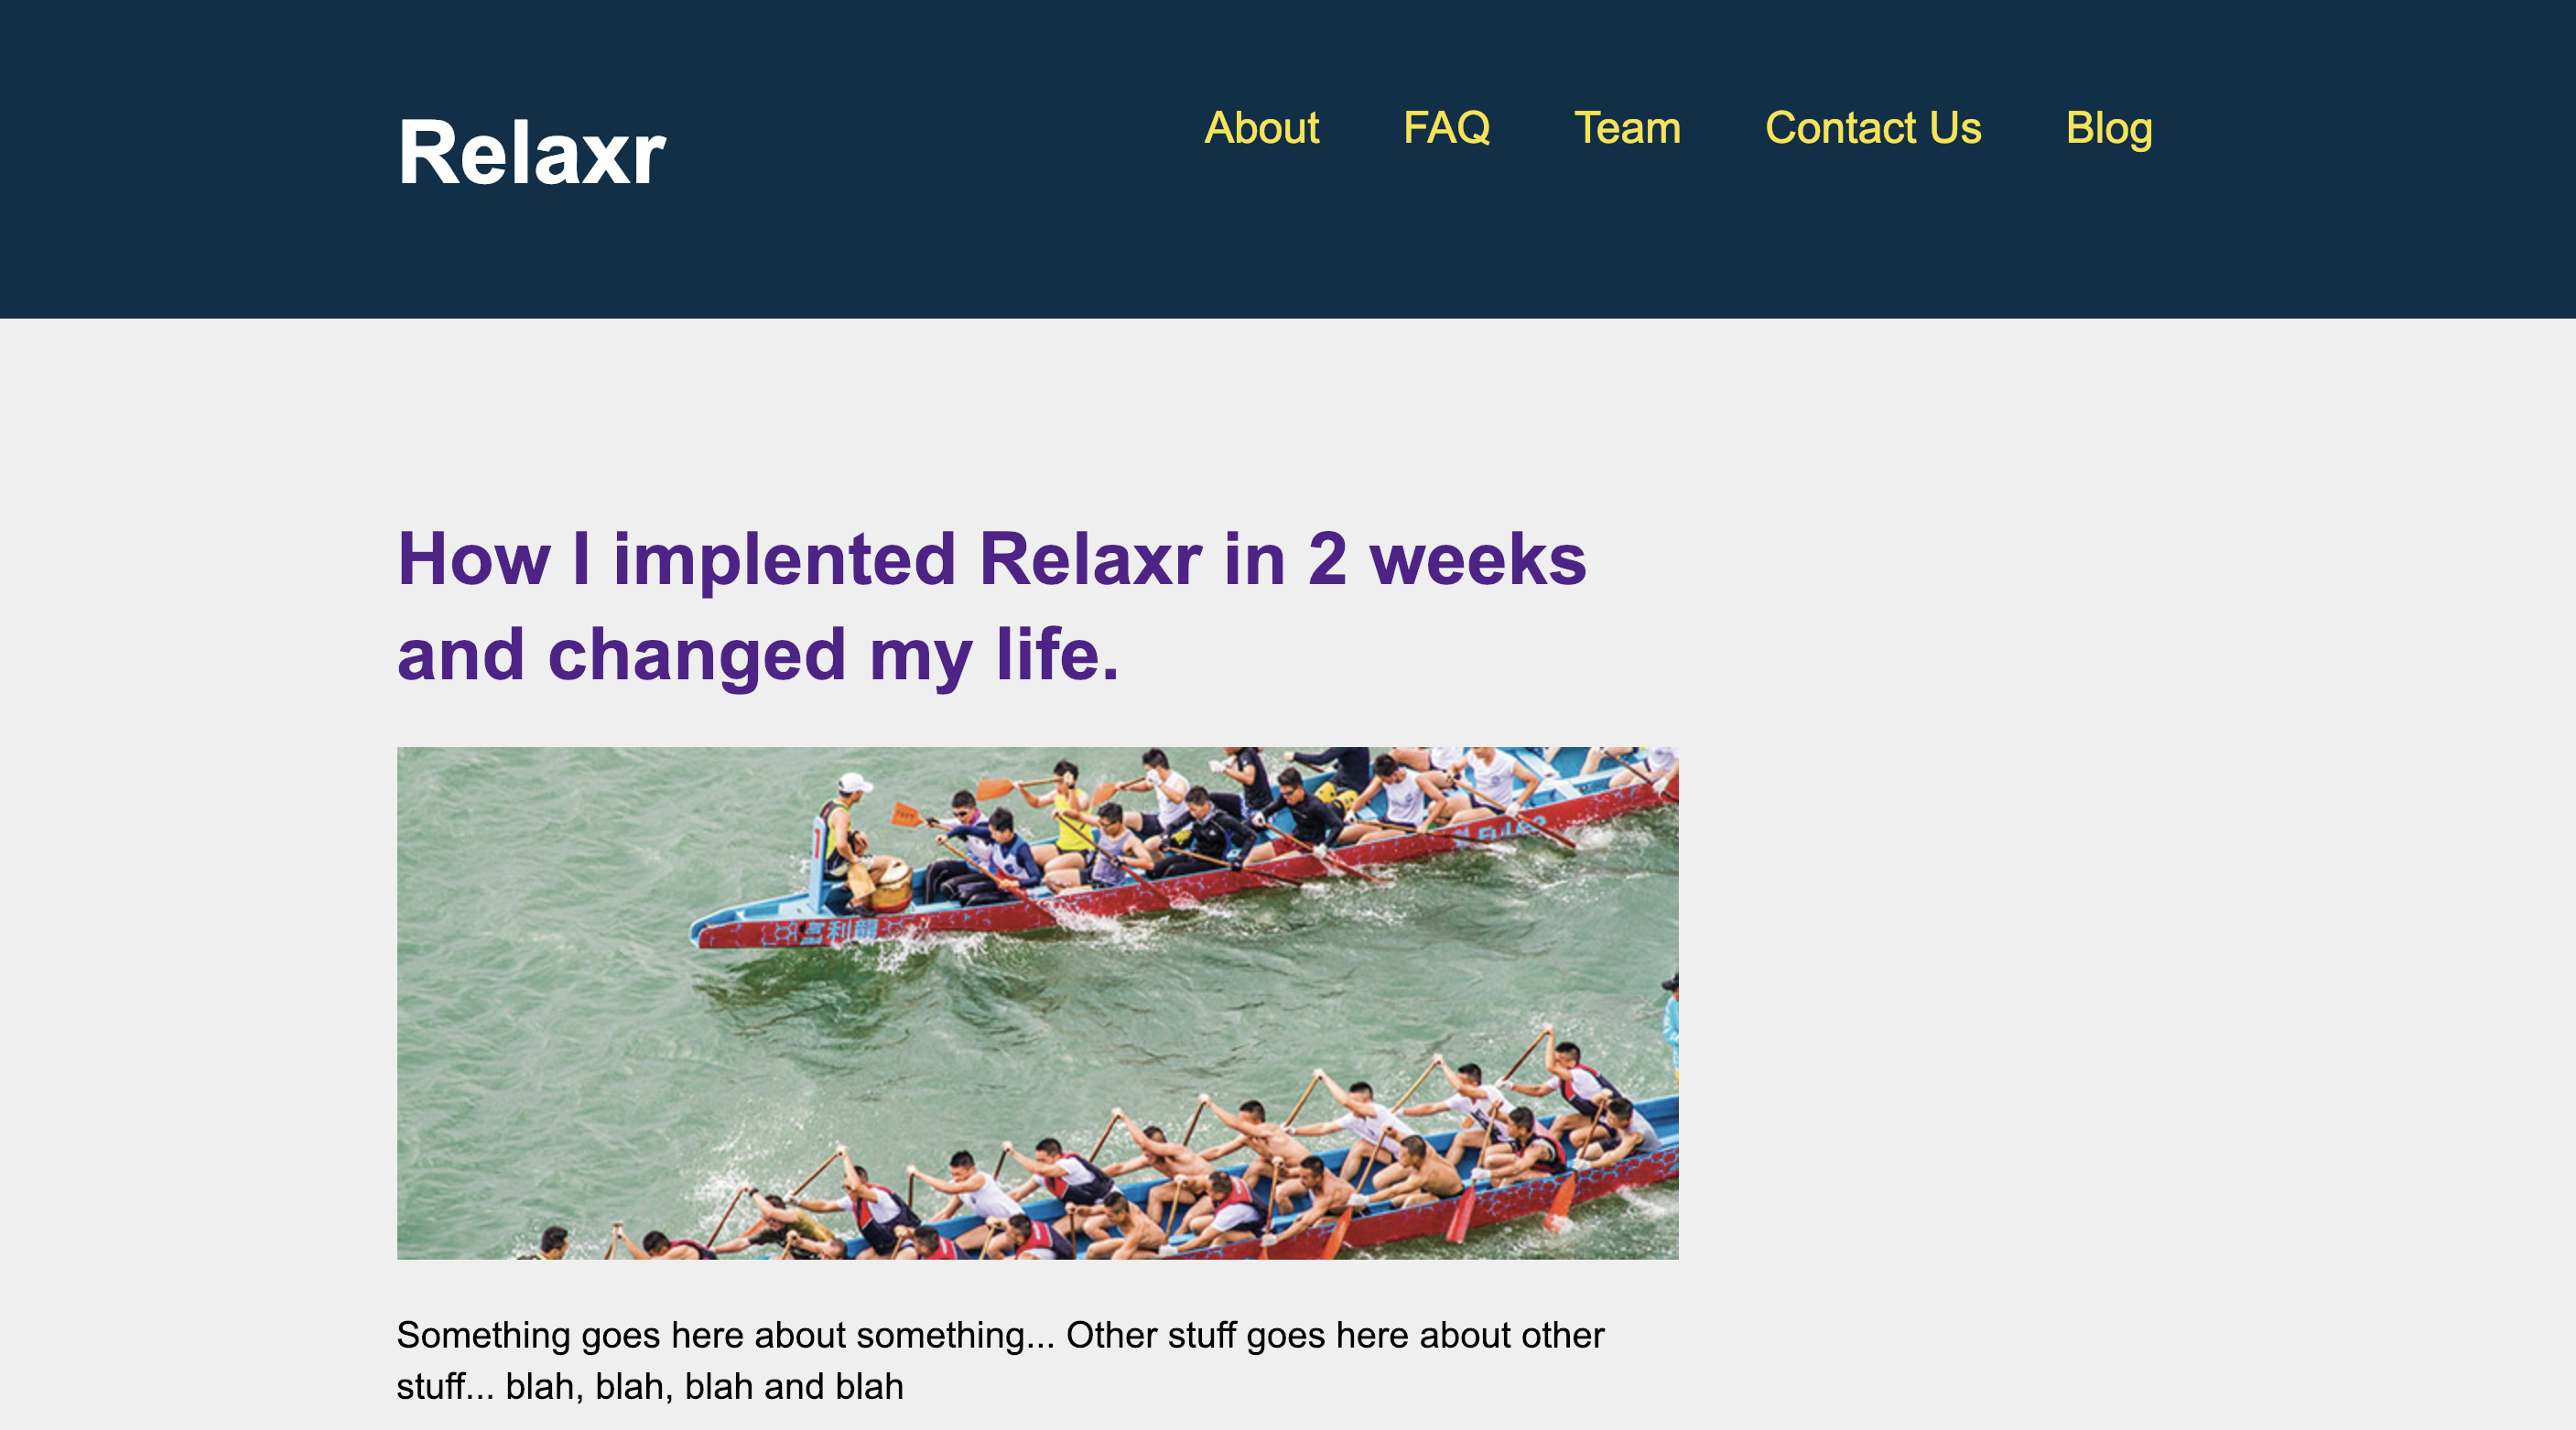 Relaxr
About FAQ Team Contact Us Blog
How I implented Relaxr in 2 weeks
and changed my life.
Something goes here about something... Other stuff goes here about other
stuff... blah, blah, blah and blah